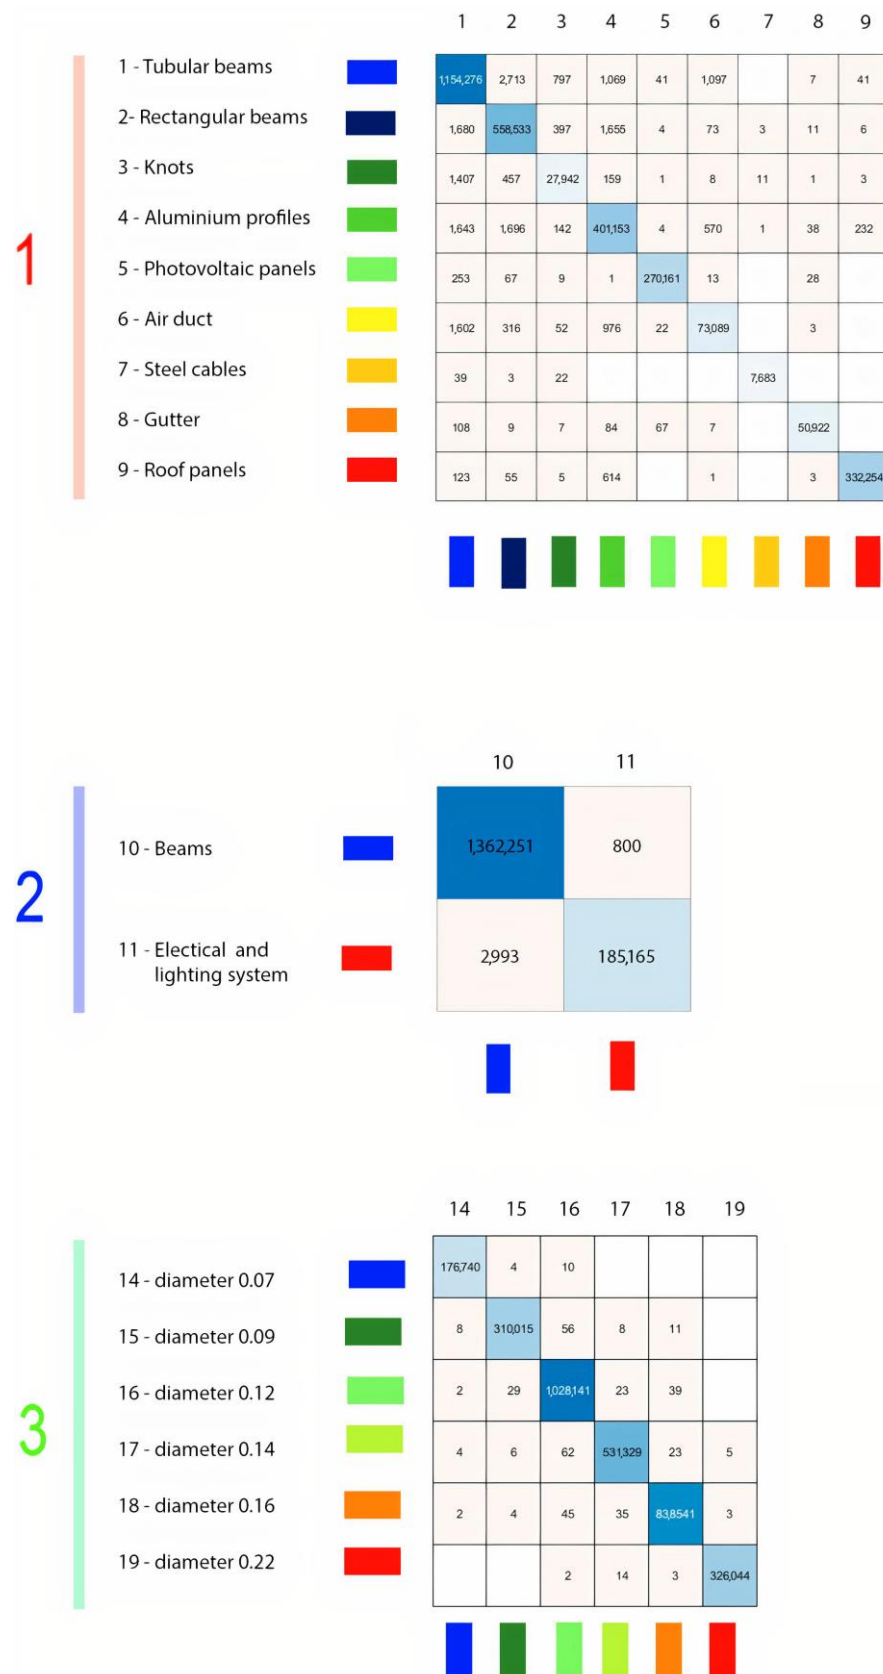 1 2 3 4 5 6 7 8 9
1
1 - Tubular beams 1,154,276 2,713 797 1,069 41 1,097 7 41
2- Rectangular beams 1,680 558,533 397 1,655 4 73 3 11 6
3 - Knots 1,407 457 27,942 159 1 8 11 1 3
4 - Aluminium profiles 1,643 1,696 142 401,153 4 570 1 38 232
5 - Photovoltaic panels 253 67 9 1 270,161 13 28
6 - Air duct 1,602 316 52 976 22 73,089 3
7 - Steel cables 39 3 22 7,683
8 - Gutter 108 9 7 84 67 7 50,922
9 - Roof panels 123 55 5 614 1 3 332,254
10 11
2
10 - Beams 1,362,251 800
11 - Electical and
lighting system 2,993 185,165
14 15 16 17 18 19
3
14 - diameter 0.07 176,740 4 10
15 - diameter 0.09 8 310,015 56 8 11
16 - diameter 0.12 2 29 1,028,141 23 39
17 - diameter 0.14 4 6 62 531,329 23 5
18 - diameter 0.16 2 4 45 35 83,8541 3
19 - diameter 0.22 2 14 3 326,044